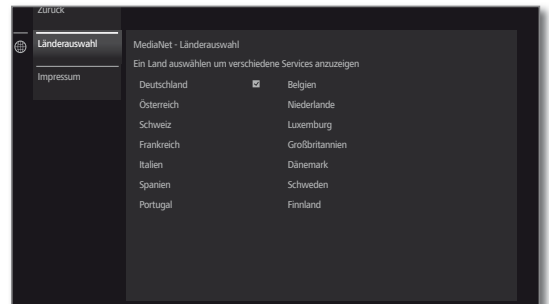 Zurück
Länderauswahl
Impressum
MediaNet - Länderauswahl
Ein Land auswählen um verschiedene Services anzuzeigen
Deutschland
Belgien
Österreich
Niederlande
Schweiz
Luxemburg
Frankreich
Großbritannien
Italien
Dänemark
Spanien
Schweden
Portugal
Finnland